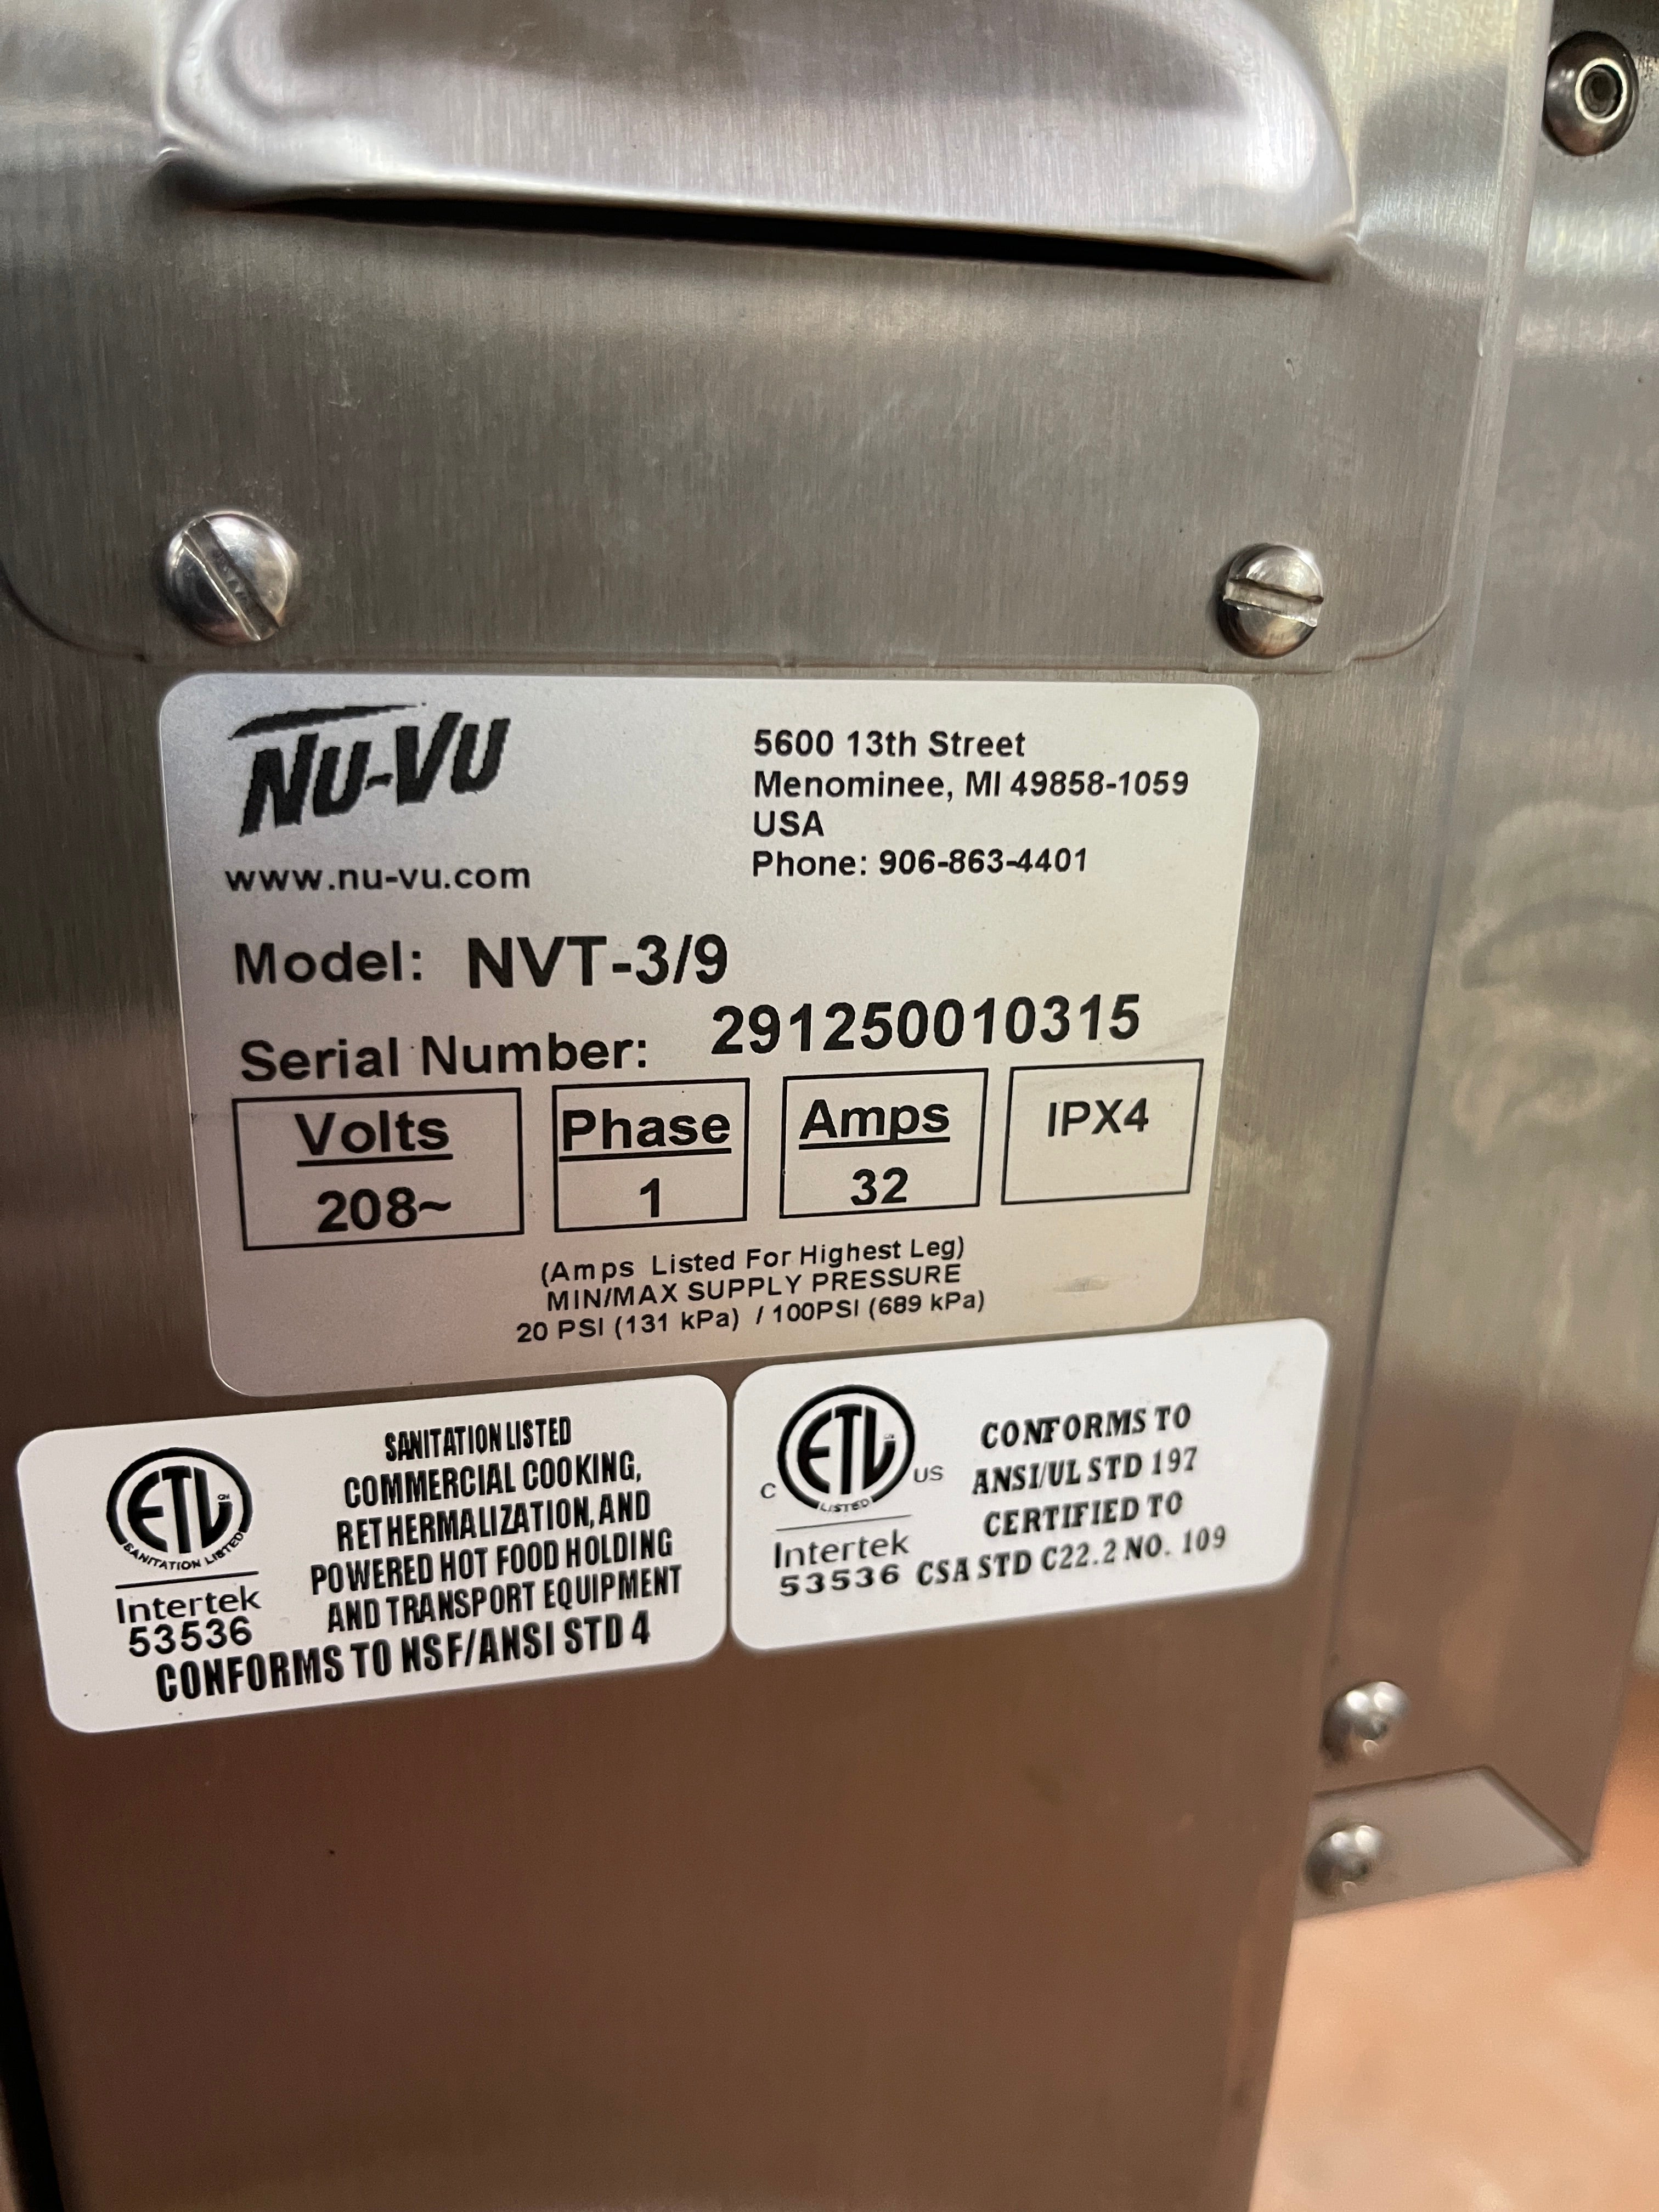 NU-VU
www.nu-vu.com
5600 13th Street
Menominee, MI 49858-1059
USA
Phone: 906-863-4401
Model: NVT-3/9
Serial Number: 291250010315
Volts
208~
Phase
1
Amps
32
IPX4
(Amps Listed For Highest Leg)
MIN/MAX SUPPLY PRESSURE
20 PSI (131 kPa) / 100PSI (689 kPa)
ETL
SANITATION LISTED
Intertek
53536
SANITATION LISTED
COMMERCIAL COOKING,
RETHERMALIZATION, AND
POWERED HOT FOOD HOLDING
AND TRANSPORT EQUIPMENT
CONFORMS TO NSF/ANSI STD 4
C ETL US
LISTED
Intertek
53536
CONFORMS TO
ANSI/UL STD 197
CERTIFIED TO
CSA STD C22.2 NO. 109